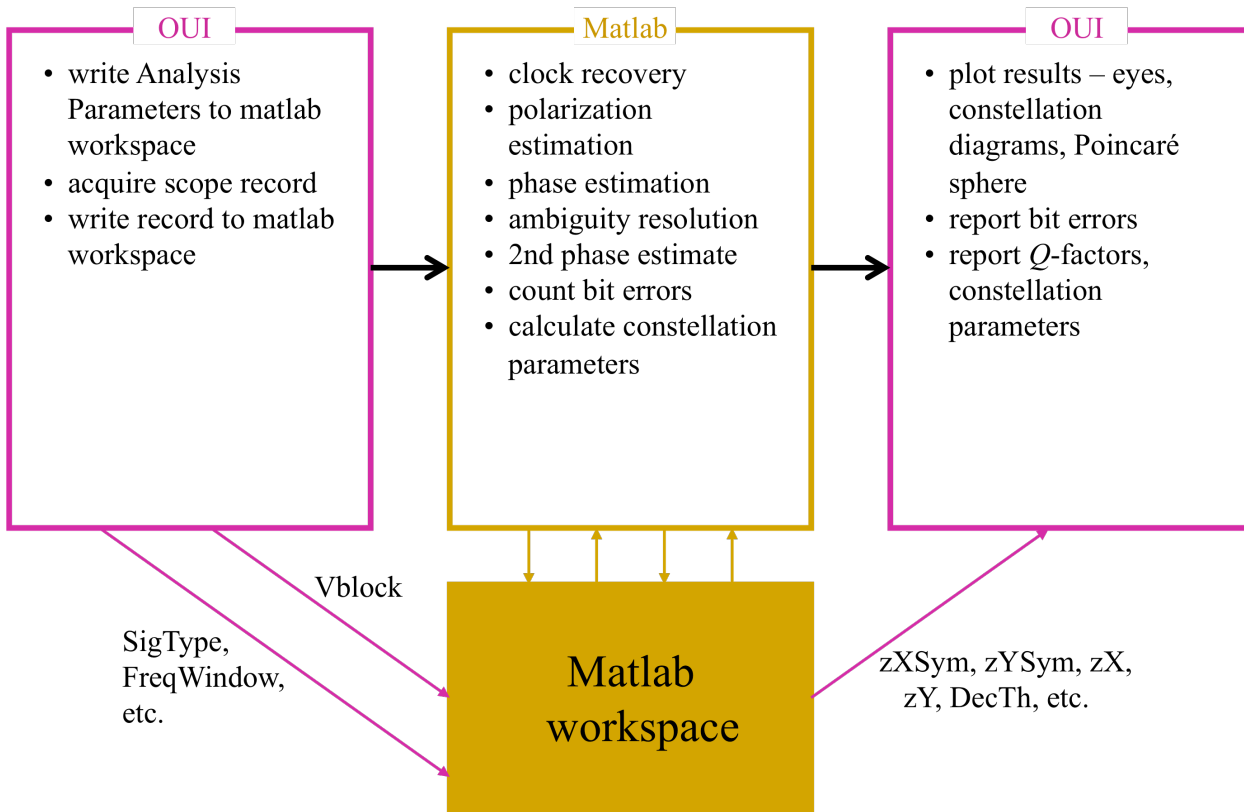 OUI
• write Analysis
Parameters to matlab
workspace
• acquire scope record
• write record to matlab
workspace
Matlab
• clock recovery
• polarization
estimation
• phase estimation
• ambiguity resolution
• 2nd phase estimate
• count bit errors
• calculate constellation
parameters
OUI
• plot results – eyes,
constellation
diagrams, Poincaré
sphere
• report bit errors
• report Q-factors,
constellation
parameters
Vblock
SigType,
FreqWindow,
etc.
Matlab
workspace
zXSym, zYSym, zX,
zY, DecTh, etc.